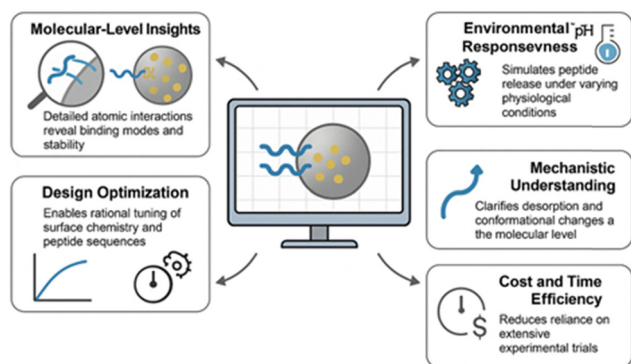 Molecular-Level Insights
Detailed atomic interactions
reveal binding modes and
stability
Design Optimization
Enables rational tuning of
surface chemistry and
peptide sequences
Environmental pH
Responsevness
Simulates peptide
release under varying
physiological
conditions
Mechanistic
Understanding
Clarifies desorption and
conformational changes a
the molecular level
Cost and Time
Efficiency
$
Reduces reliance on
extensive
experimental trials